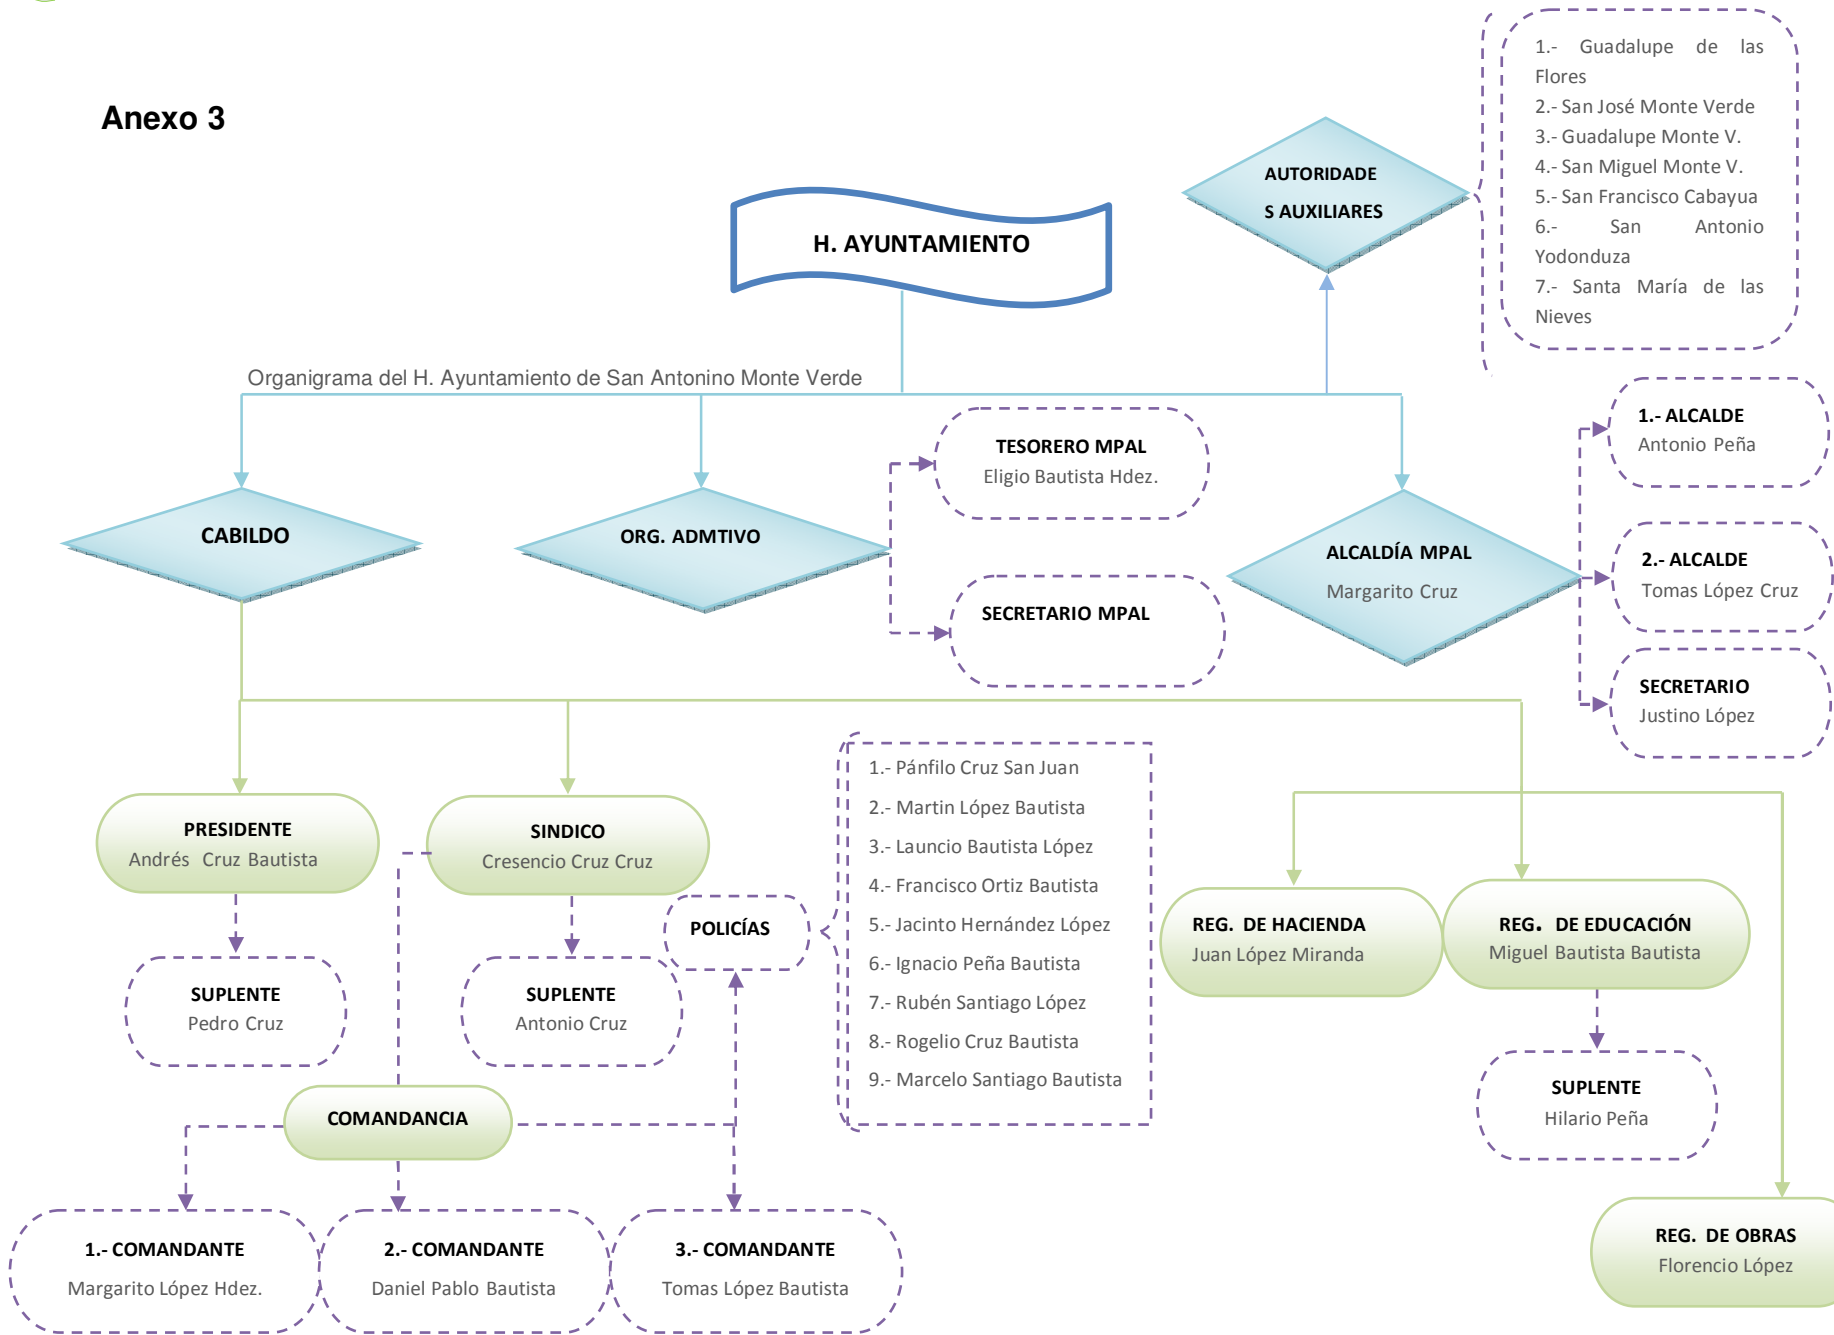 Anexo 3
H. AYUNTAMIENTO
AUTORIDADE
S AUXILIARES
1.- Guadalupe de las
Flores
2.- San José Monte Verde
3.- Guadalupe Monte V.
4.- San Miguel Monte V.
5.- San Francisco Cabayua
6.- San Antonio
Yodonduza
7.- Santa María de las
Nieves
Organigrama del H. Ayuntamiento de San Antonino Monte Verde
CABILDO
ORG. ADMTIVO
TESORERO MPAL
Eligio Bautista Hdez.
SECRETARIO MPAL
ALCALDÍA MPAL
Margarito Cruz
1.- ALCALDE
Antonio Peña
2.- ALCALDE
Tomas López Cruz
SECRETARIO
Justino López
PRESIDENTE
Andrés Cruz Bautista
SINDICO
Cresencio Cruz Cruz
SUPLENTE
Pedro Cruz
SUPLENTE
Antonio Cruz
POLICÍAS
1.- Pánfilo Cruz San Juan
2.- Martin López Bautista
3.- Launcio Bautista López
4.- Francisco Ortiz Bautista
5.- Jacinto Hernández López
6.- Ignacio Peña Bautista
7.- Rubén Santiago López
8.- Rogelio Cruz Bautista
9.- Marcelo Santiago Bautista
REG. DE HACIENDA
Juan López Miranda
REG. DE EDUCACIÓN
Miguel Bautista Bautista
SUPLENTE
Hilario Peña
COMANDANCIA
1.- COMANDANTE
Margarito López Hdez.
2.- COMANDANTE
Daniel Pablo Bautista
3.- COMANDANTE
Tomas López Bautista
REG. DE OBRAS
Florencio López